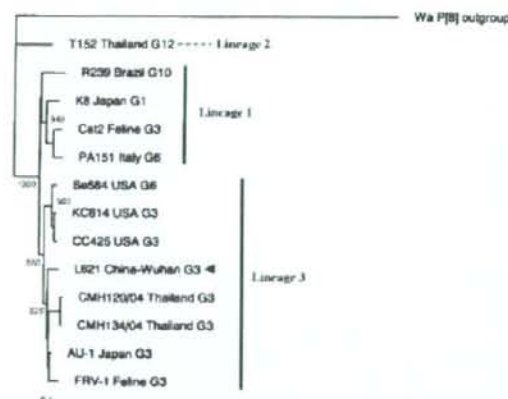 Wa P[8] outgroup
T152 Thailand G12 Lineage 2
R239 Brazil G10
K8 Japan G1
Lineage 1
Cat2 Feline G3
PA151 Italy G6
Se584 USA G6
KC814 USA G3
CC425 USA G3
L621 China-Wuhan G3
Lineage 3
CMH120/04 Thailand G3
CMH134/04 Thailand G3
AU-1 Japan G3
FRV-1 Feline G3